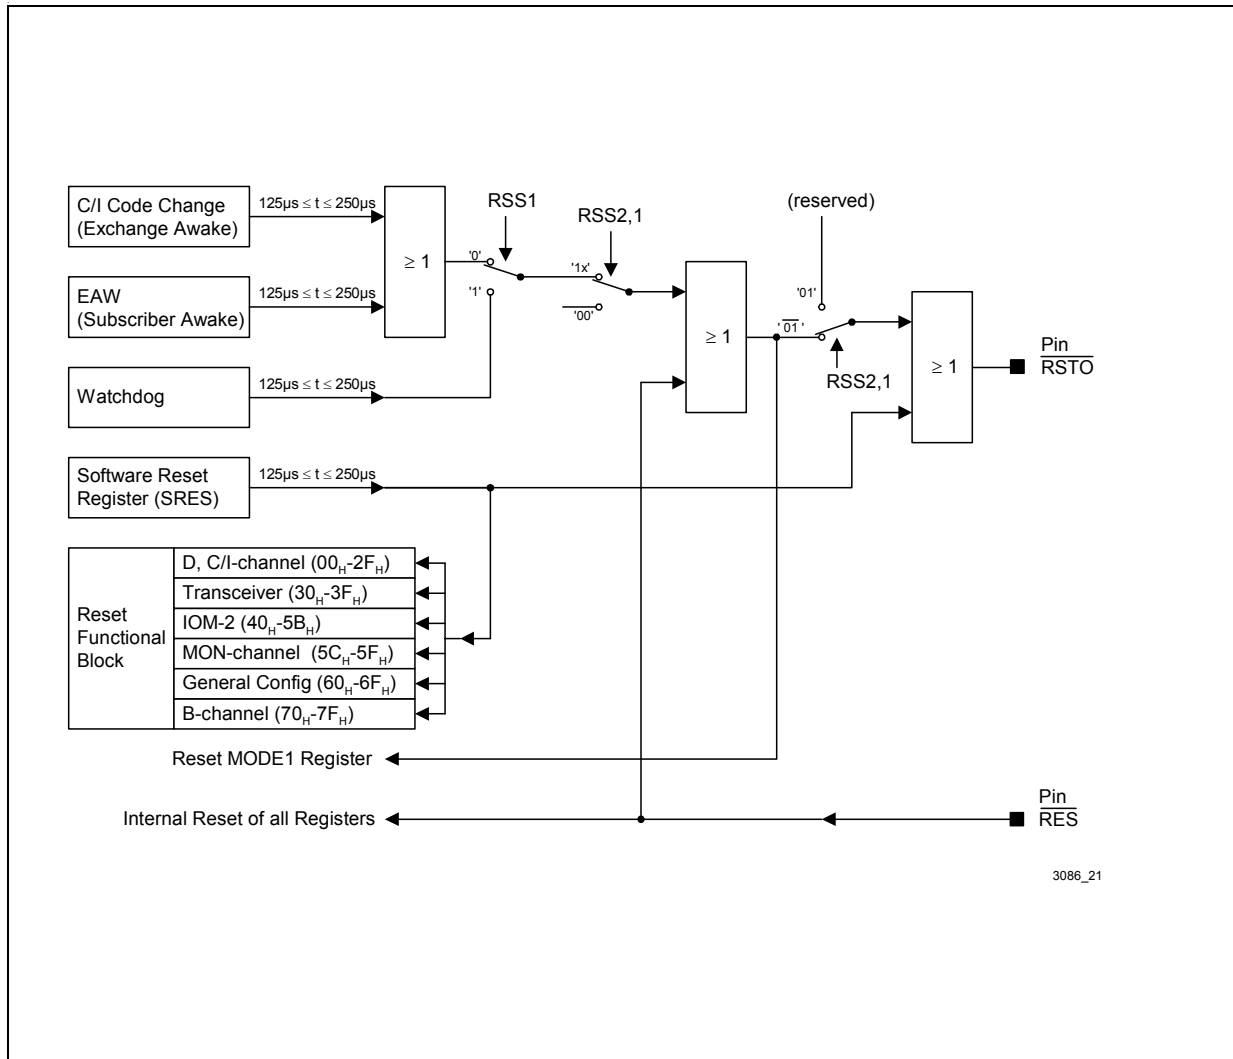 C/I Code Change
(Exchange Awake)
125µs ≤ t ≤ 250µs
EAW
(Subscriber Awake)
125µs ≤ t ≤ 250µs
≥ 1
RSS1
'0'
'1'
RSS2,1
'1x'
'00'
≥ 1
(reserved)
'01'
'01'
RSS2,1
≥ 1
Pin
RSTO
Watchdog
125µs ≤ t ≤ 250µs
Software Reset
Register (SRES)
125µs ≤ t ≤ 250µs
Reset
Functional
Block
D, C/I-channel (00H-2FH)
Transceiver (30H-3FH)
IOM-2 (40H-5BH)
MON-channel (5CH-5FH)
General Config (60H-6FH)
B-channel (70H-7FH)
Reset MODE1 Register
Internal Reset of all Registers
Pin
RES
3086_21